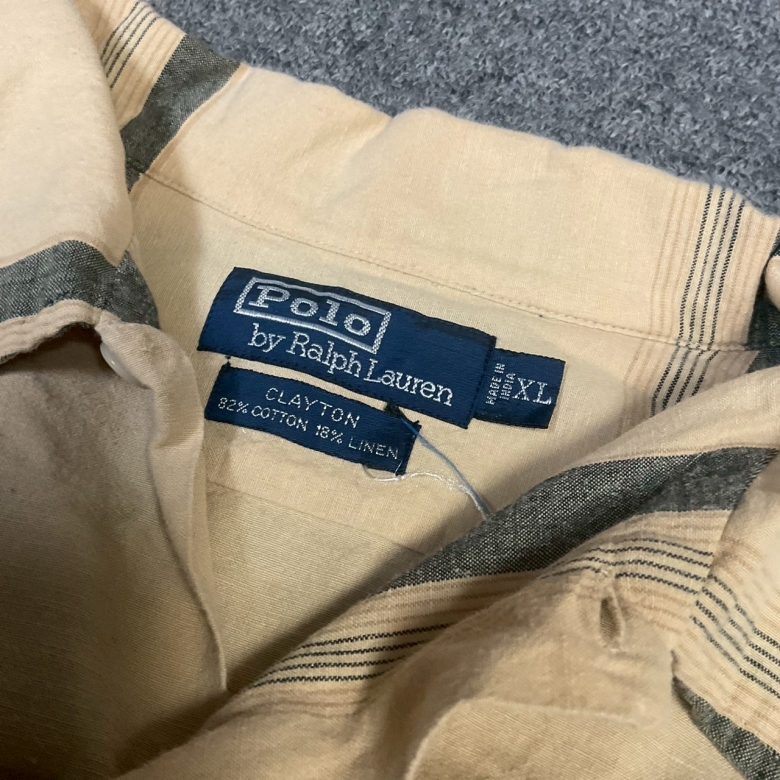 Polo
by Ralph Lauren
MADE IN
INDIA
XL
CLAYTON
82% COTTON 18% LINEN